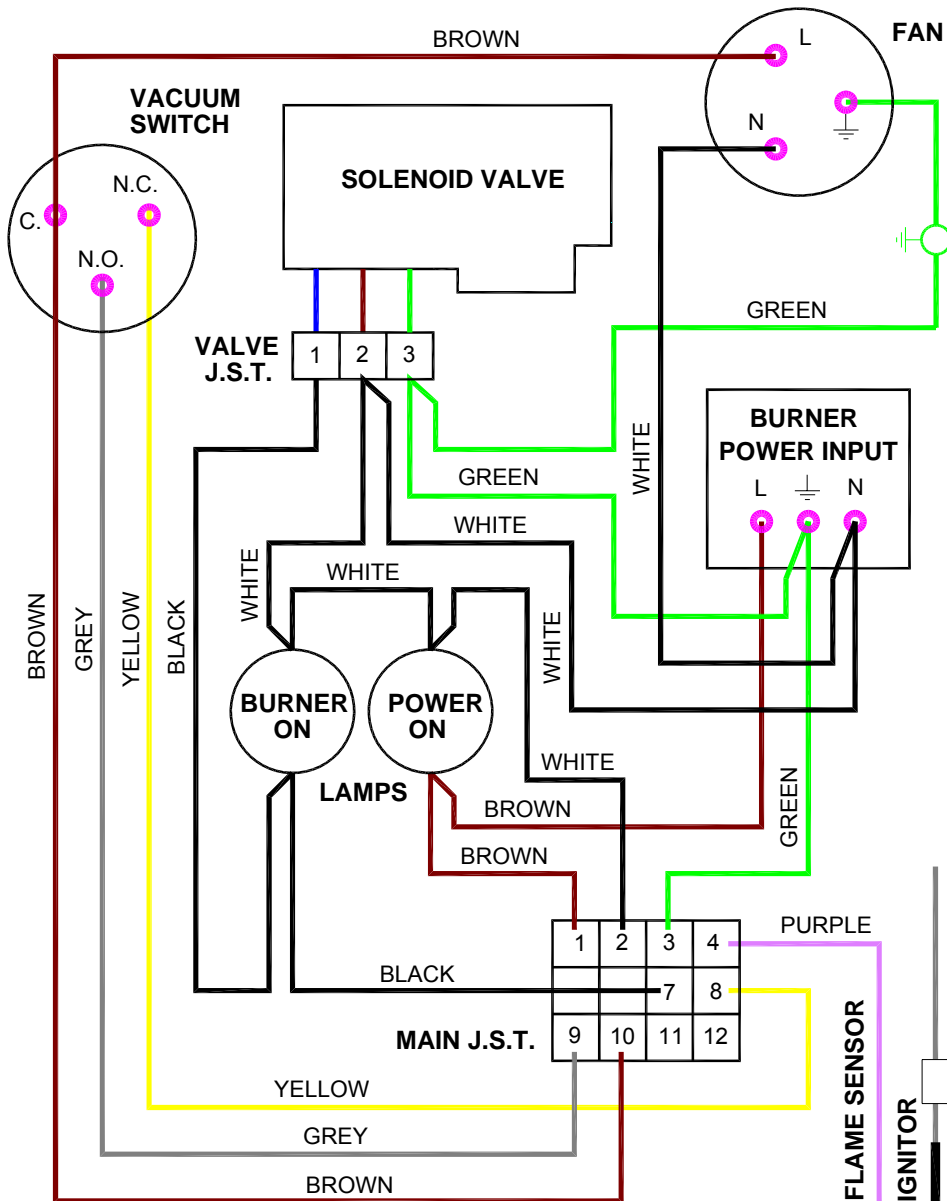 BROWN
L
FAN
VACUUM
SWITCH
N
N.C.
SOLENOID VALVE
C.
N.O.
GREEN
VALVE
J.S.T.
1
2
3
BURNER
POWER INPUT
WHITE
GREEN
L
N
WHITE
WHITE
WHITE
BROWN
GREY
YELLOW
BLACK
WHITE
BURNER
ON
POWER
ON
WHITE
LAMPS
BROWN
GREEN
BROWN
1
2
3
4
PURPLE
BLACK
7
8
MAIN J.S.T.
9
10
11
12
YELLOW
GREY
BROWN
FLAME SENSOR
IGNITOR